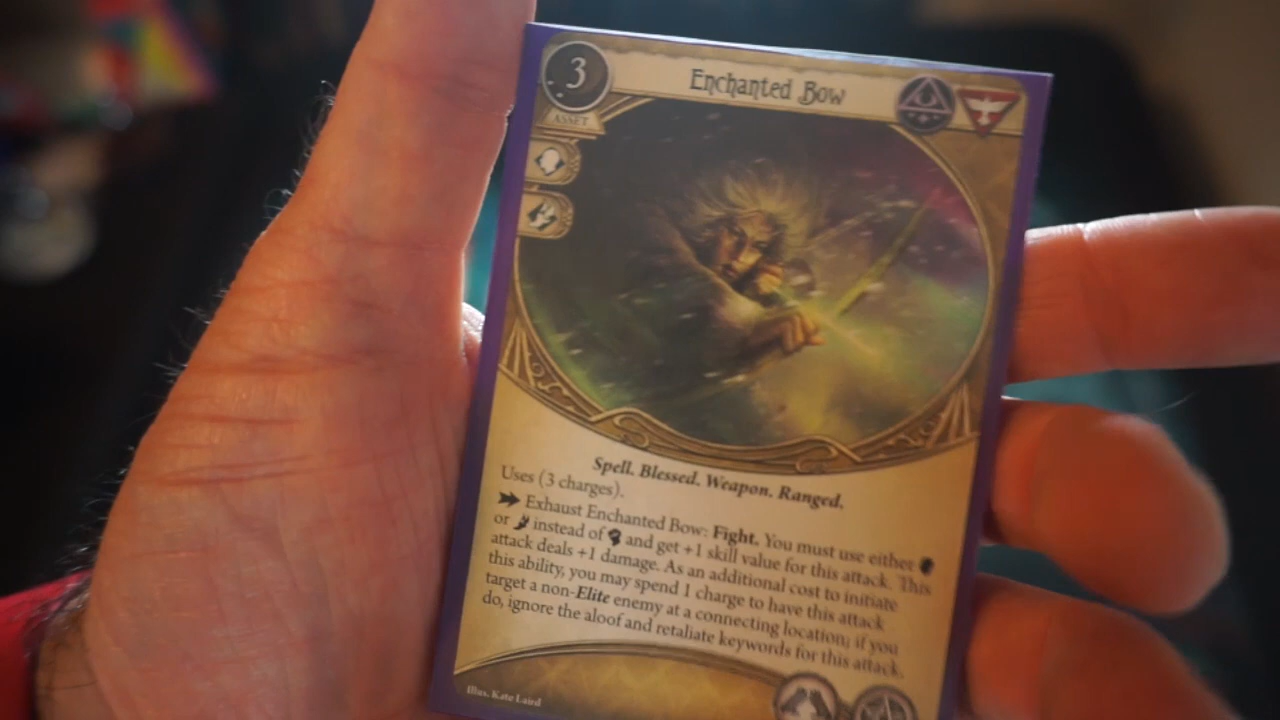 3
Enchanted Bow
ASSET
Spell. Blessed. Weapon. Ranged.
Uses (3 charges).
Exhaust Enchanted Bow: Fight. You must use either
or instead of and get +1 skill value for this attack. This
attack deals +1 damage. As an additional cost to initiate
this ability, you may spend 1 charge to have this attack
target a non-Elite enemy at a connecting location; if you
do, ignore the aloof and retaliate keywords for this attack.
Illus. Kate Laird